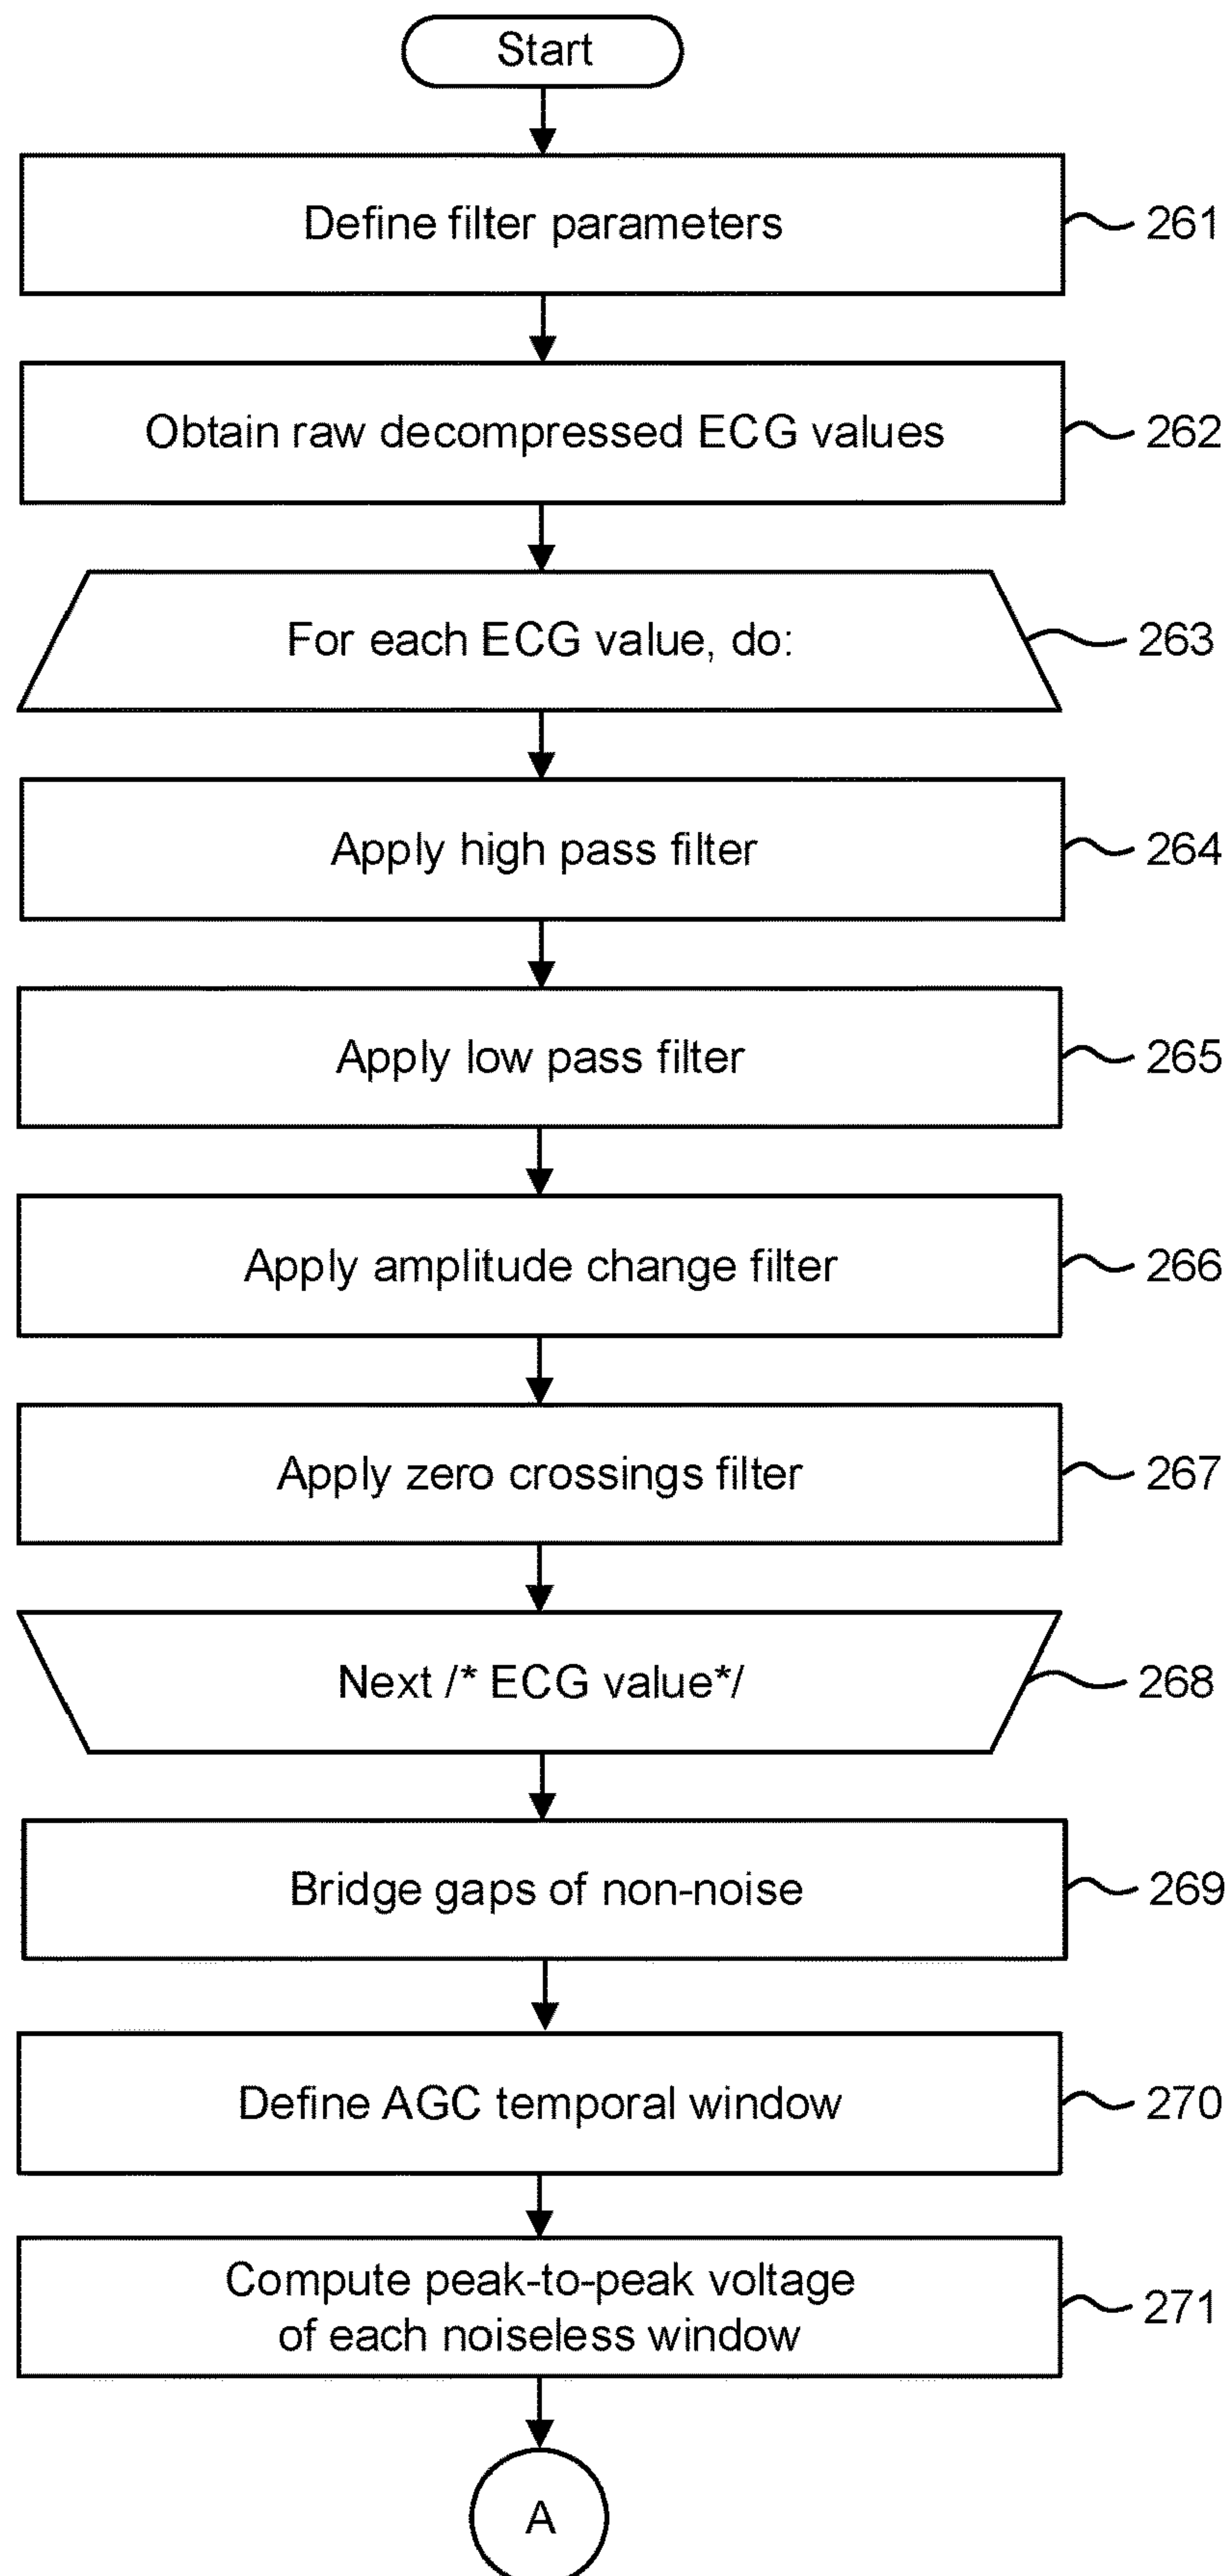 Start
Define filter parameters
261
Obtain raw decompressed ECG values
262
For each ECG value, do:
263
Apply high pass filter
264
Apply low pass filter
265
Apply amplitude change filter
266
Apply zero crossings filter
267
Next /* ECG value*/
268
Bridge gaps of non-noise
269
Define AGC temporal window
270
Compute peak-to-peak voltage
of each noiseless window
271
A